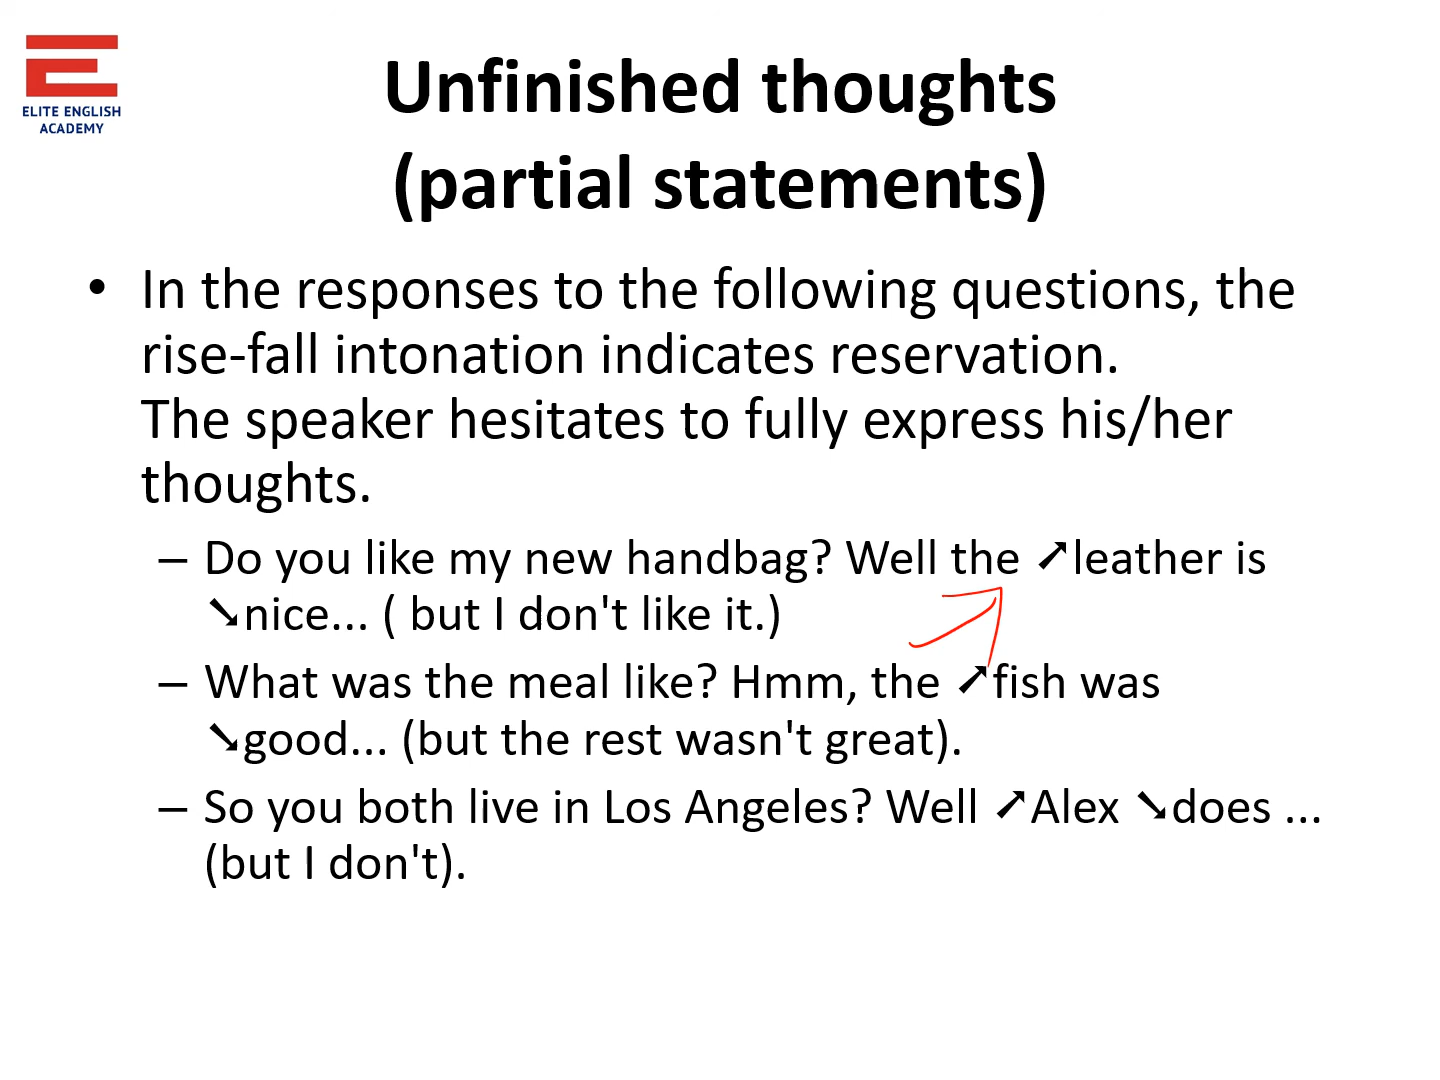 ELITE ENGLISH
ACADEMY
Unfinished thoughts
(partial statements)
• In the responses to the following questions, the
rise-fall intonation indicates reservation.
The speaker hesitates to fully express his/her
thoughts.
– Do you like my new handbag? Well the ➚leather is
➘nice... ( but I don't like it.)
– What was the meal like? Hmm, the ➚fish was
➘good... (but the rest wasn't great).
– So you both live in Los Angeles? Well ➚Alex ➘does ...
(but I don't).